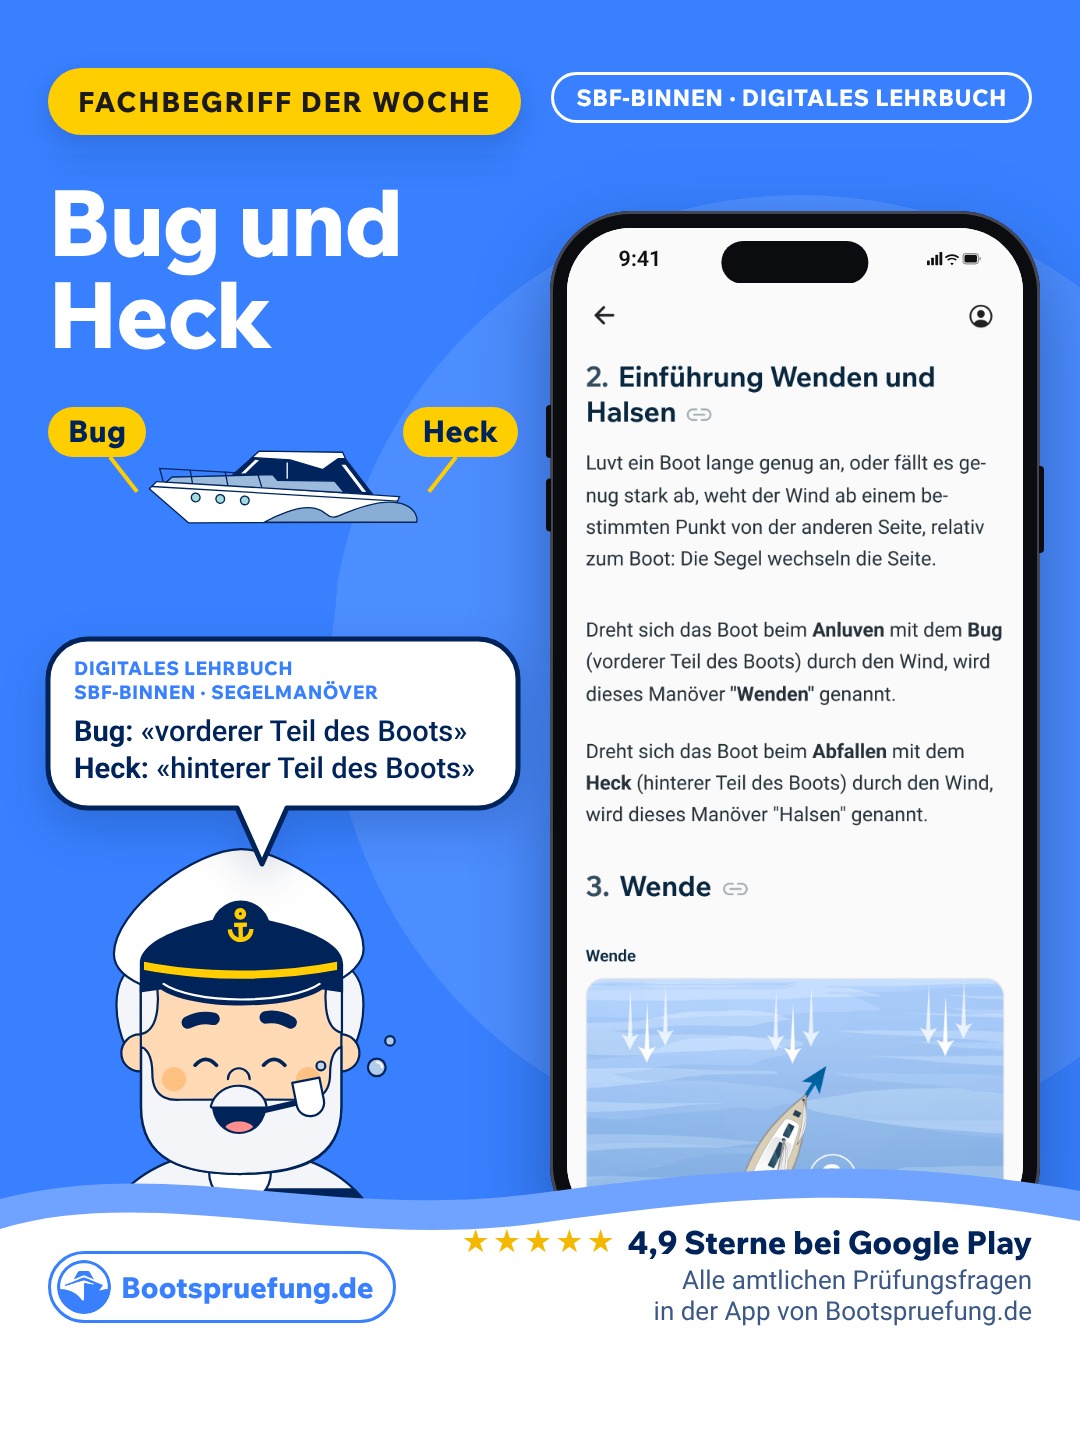 FACHBEGRIFF DER WOCHE
SBF-BINNEN · DIGITALES LEHRBUCH
Bug und
Heck
Bug
Heck
DIGITALES LEHRBUCH
SBF-BINNEN · SEGELMANÖVER
Bug: «vorderer Teil des Boots»
Heck: «hinterer Teil des Boots»
9:41
2. Einführung Wenden und
Halsen
Luvt ein Boot lange genug an, oder fällt es ge-
nug stark ab, weht der Wind ab einem be-
stimmten Punkt von der anderen Seite, relativ
zum Boot: Die Segel wechseln die Seite.
Dreht sich das Boot beim Anluven mit dem Bug
(vorderer Teil des Boots) durch den Wind, wird
dieses Manöver "Wenden" genannt.
Dreht sich das Boot beim Abfallen mit dem
Heck (hinterer Teil des Boots) durch den Wind,
wird dieses Manöver "Halsen" genannt.
3. Wende
Wende
★★★★★ 4,9 Sterne bei Google Play
Alle amtlichen Prüfungsfragen
in der App von Bootspruefung.de
Bootspruefung.de